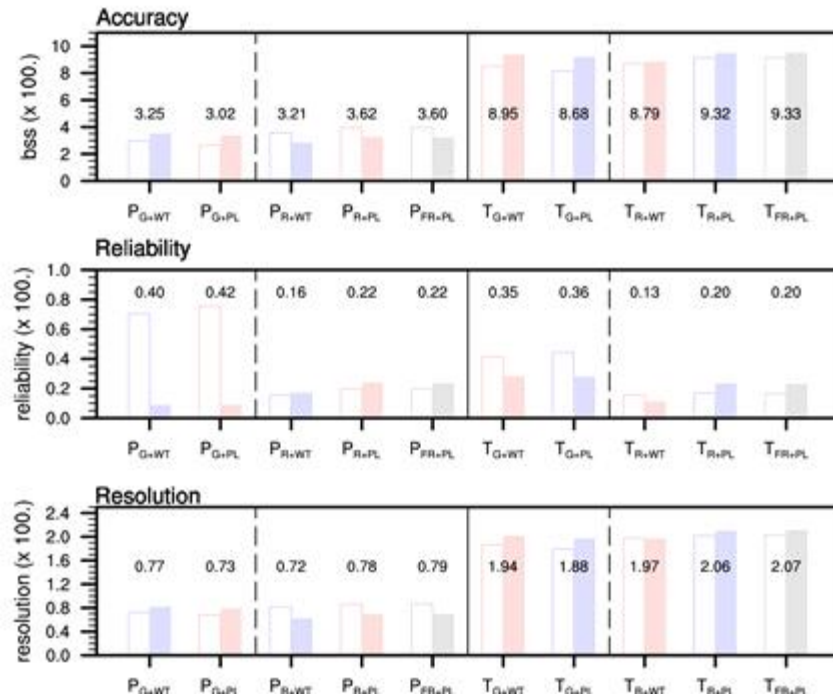 Accuracy
bss (x 100.)
10
8
6
4
2
0
3.25 3.02 3.21 3.62 3.60 8.95 8.68 8.79 9.32 9.33
P_G+WT P_G+PL P_R+WT P_R+PL P_FR+PL T_G+WT T_G+PL T_R+WT T_R+PL T_FR+PL
Reliability
reliability (x 100.)
1.0
0.8
0.6
0.4
0.2
0.0
0.40 0.42 0.16 0.22 0.22 0.35 0.36 0.13 0.20 0.20
P_G+WT P_G+PL P_R+WT P_R+PL P_FR+PL T_G+WT T_G+PL T_R+WT T_R+PL T_FR+PL
Resolution
resolution (x 100.)
2.4
2.0
1.6
1.2
0.8
0.4
0.0
0.77 0.73 0.72 0.78 0.79 1.94 1.88 1.97 2.06 2.07
P_G+WT P_G+PL P_R+WT P_R+PL P_FR+PL T_G+WT T_G+PL T_R+WT T_R+PL T_FR+PL